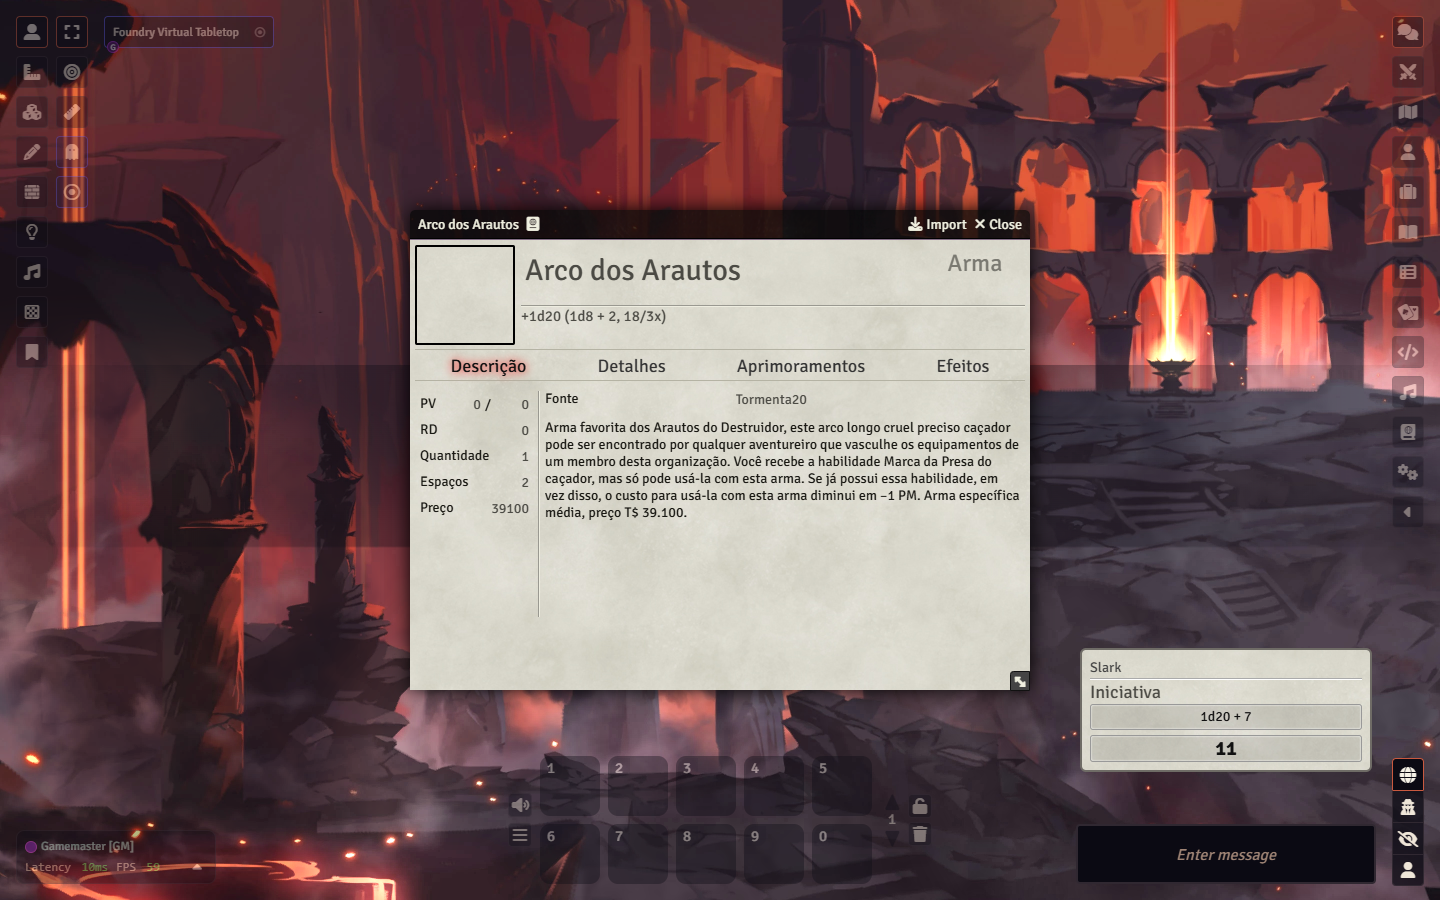 Foundry Virtual Tabletop
G
Arco dos Arautos
Import
Close
Arco dos Arautos
Arma
+1d20 (1d8 + 2, 18/3x)
Descrição
Detalhes
Aprimoramentos
Efeitos
PV 0 / 0
RD 0
Quantidade 1
Espaços 2
Preço 39100
Fonte Tormenta20
Arma favorita dos Arautos do Destruidor, este arco longo cruel preciso caçador
pode ser encontrado por qualquer aventureiro que vasculhe os equipamentos de
um membro desta organização. Você recebe a habilidade Marca da Presa do
caçador, mas só pode usá-la com esta arma. Se já possui essa habilidade, em
vez disso, o custo para usá-la com esta arma diminui em –1 PM. Arma específica
média, preço T$ 39.100.
Slark
Iniciativa
1d20 + 7
11
1 2 3 4 5
1
6 7 8 9 0
Gamemaster [GM]
Latency 10ms FPS 59
Enter message